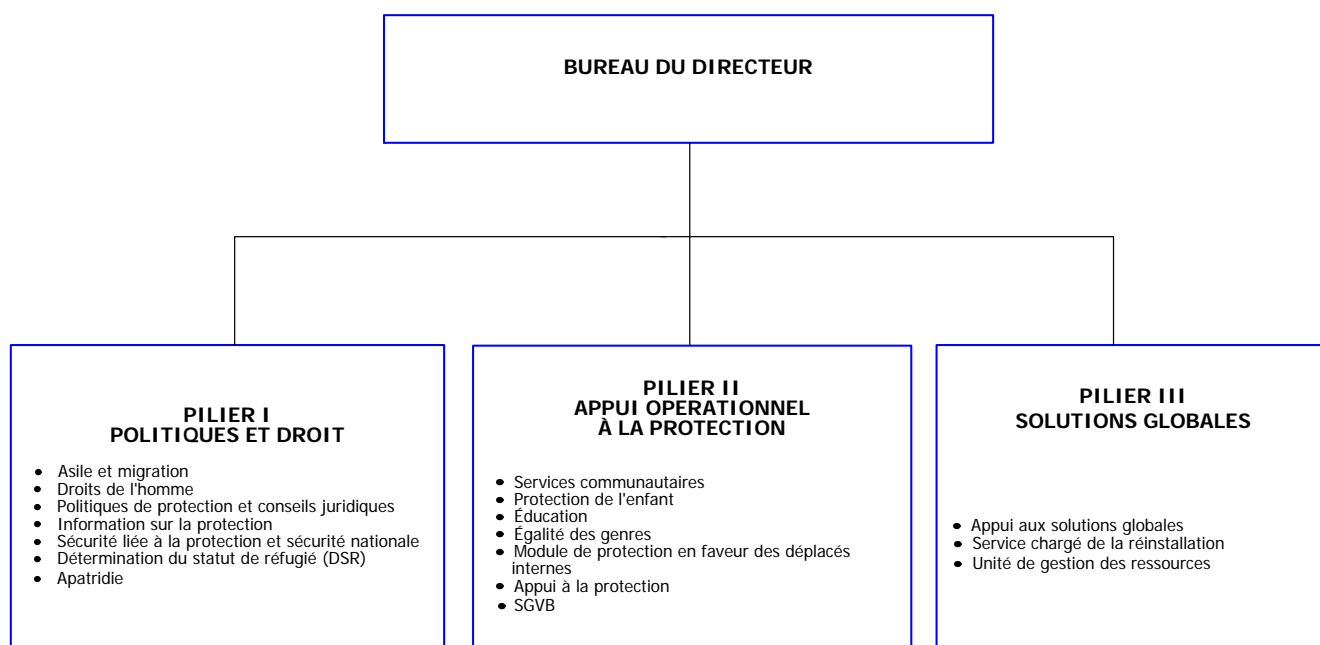 BUREAU DU DIRECTEUR
PILIER I
POLITIQUES ET DROIT
• Asile et migration
• Droits de l'homme
• Politiques de protection et conseils juridiques
• Information sur la protection
• Sécurité liée à la protection et sécurité nationale
• Détermination du statut de réfugié (DSR)
• Apatridie
PILIER II
APPUI OPERATIONNEL
À LA PROTECTION
• Services communautaires
• Protection de l'enfant
• Éducation
• Égalité des genres
• Module de protection en faveur des déplacés
internes
• Appui à la protection
• SGVB
PILIER III
SOLUTIONS GLOBALES
• Appui aux solutions globales
• Service chargé de la réinstallation
• Unité de gestion des ressources